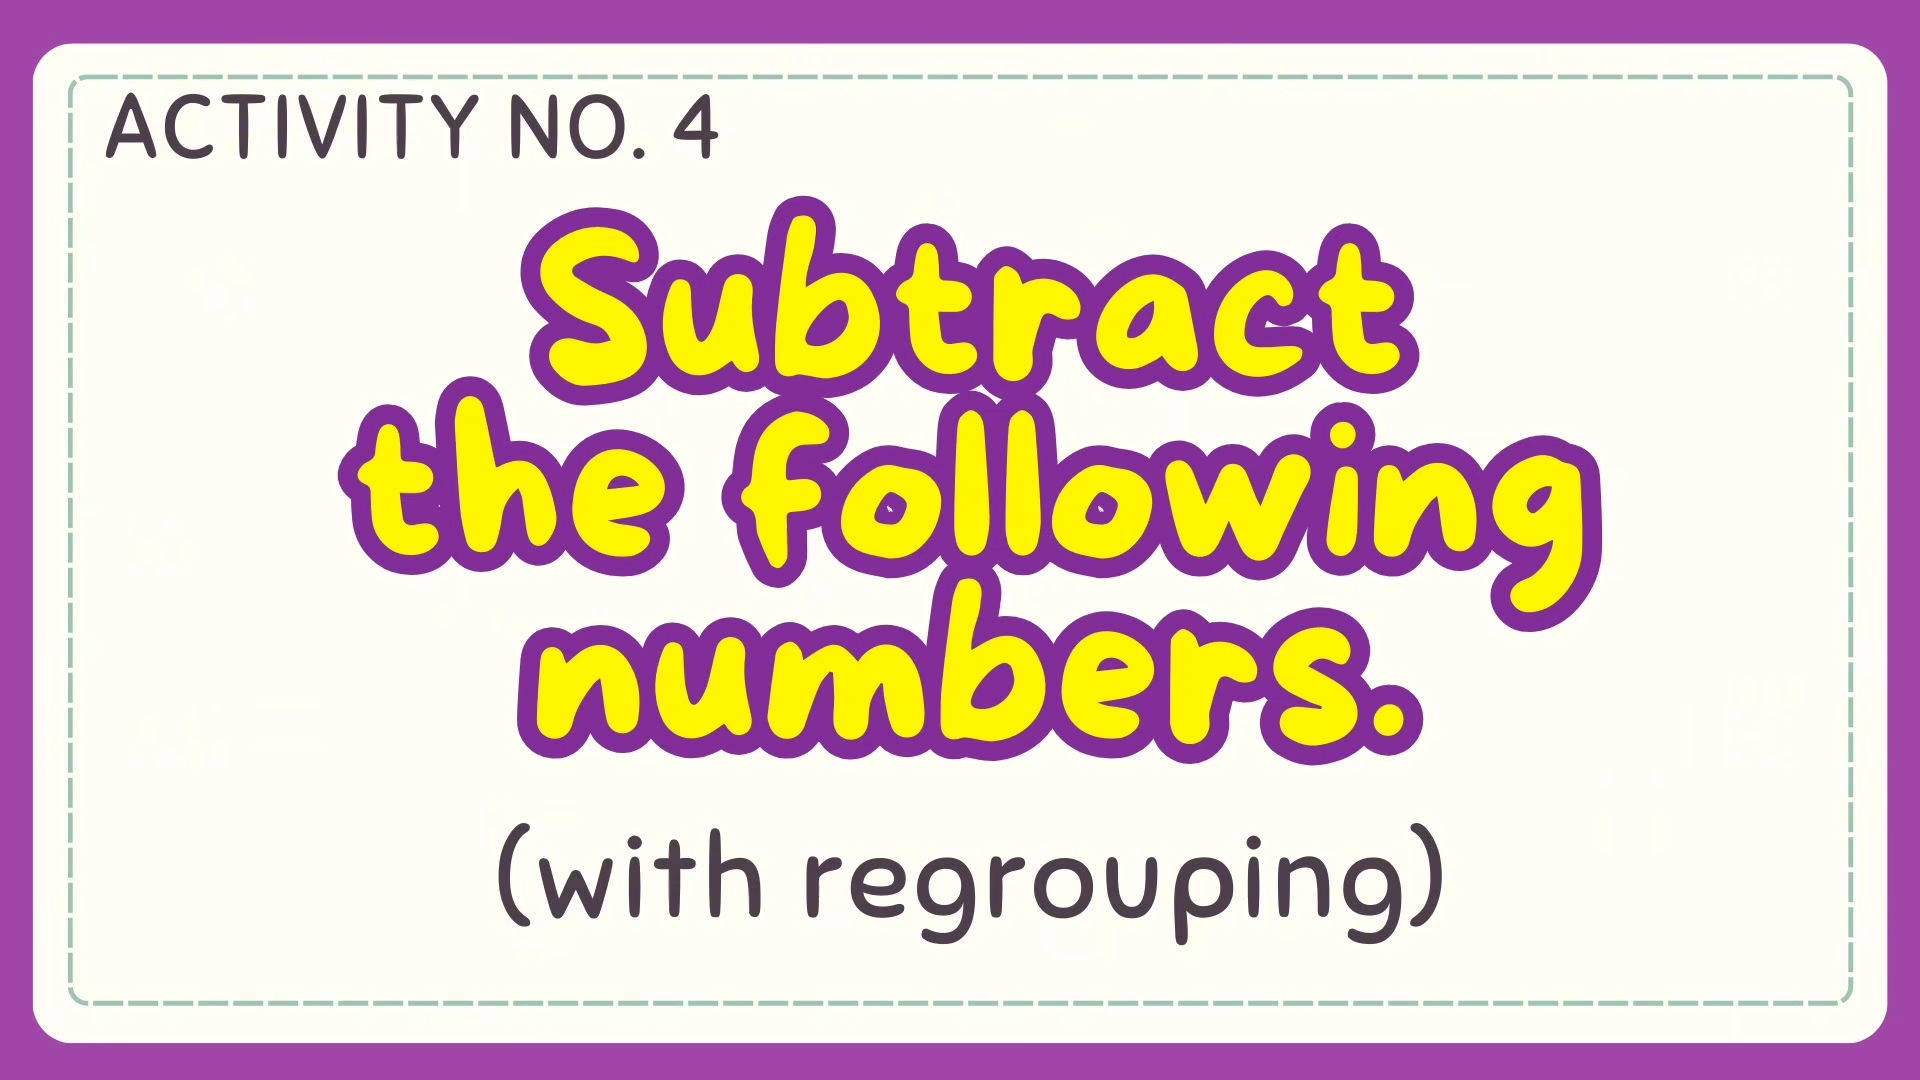 ACTIVITY NO. 4
Subtract
the following
numbers.
(with regrouping)